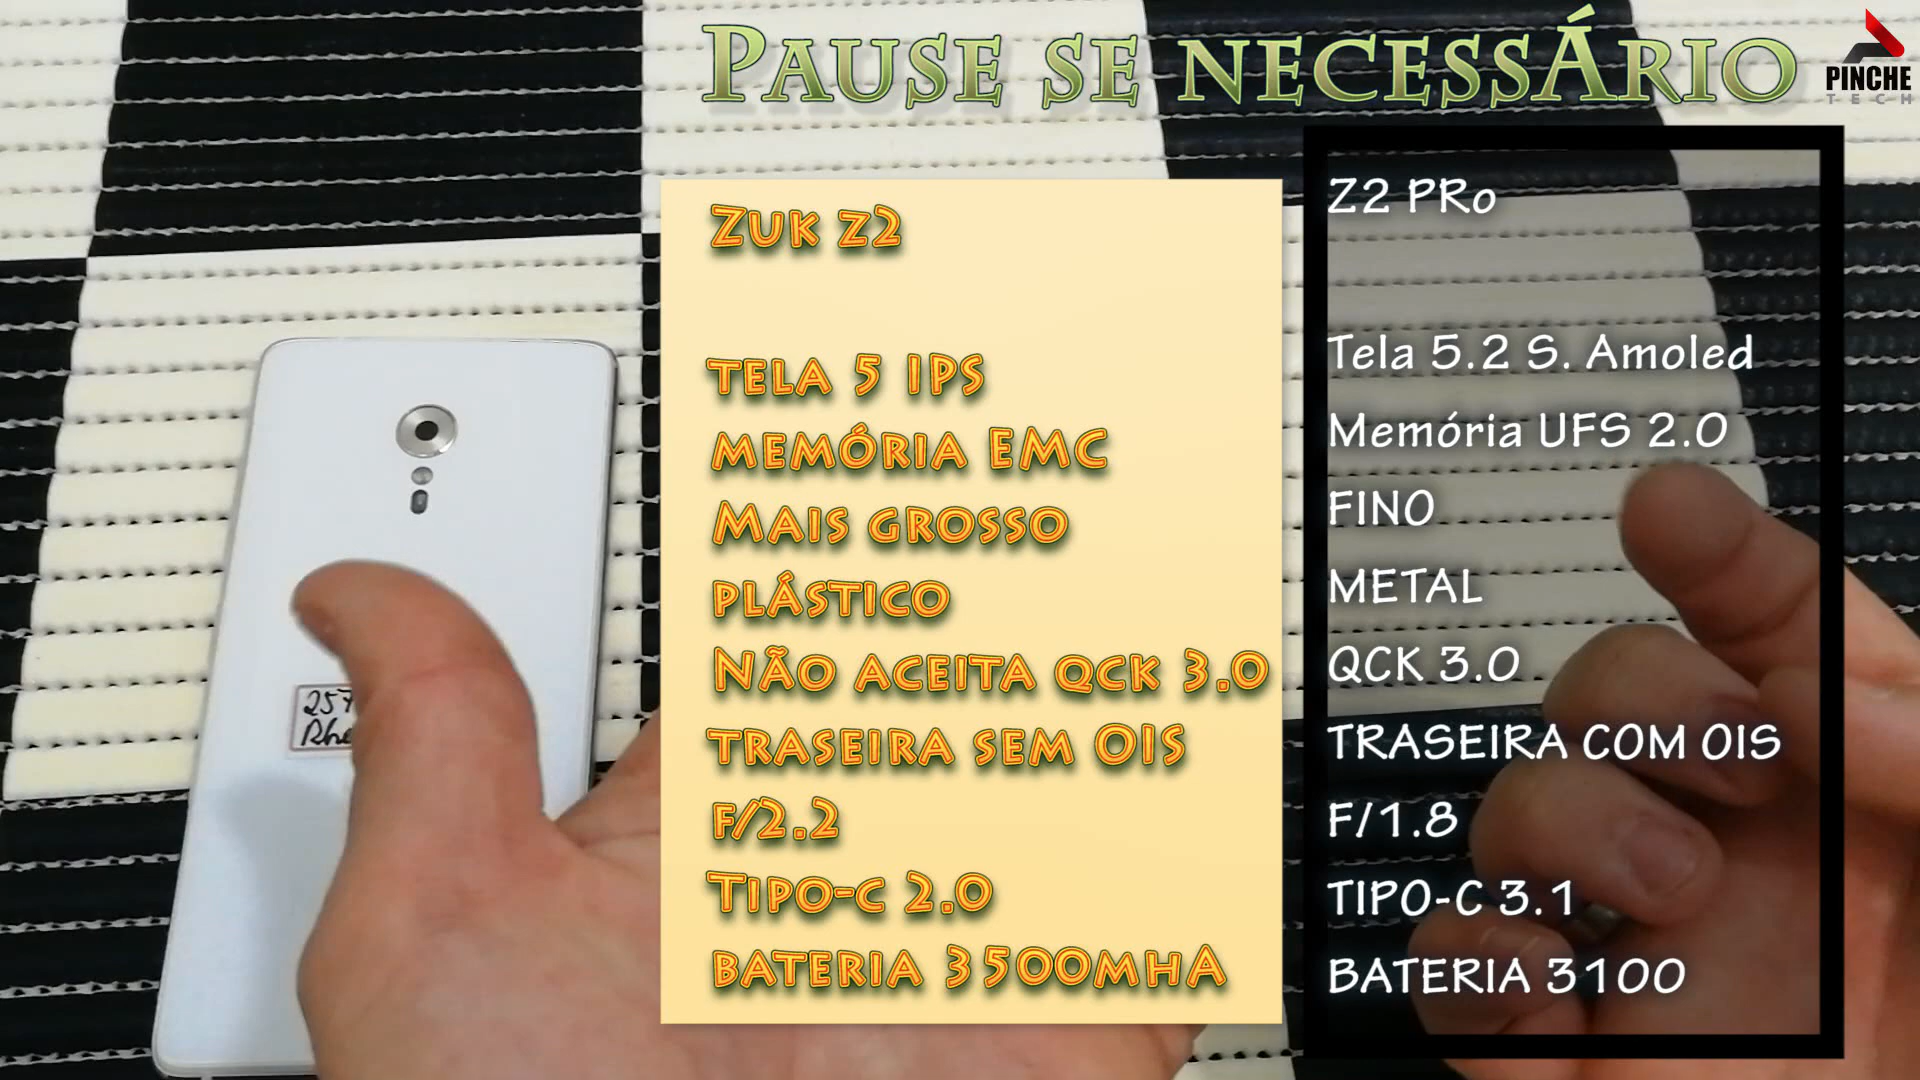 Pause se necessÁrio
PINCHE
TECH
Zuk z2
tela 5 IPS
memória EMC
Mais grosso
plÁstico
Não aceita qck 3.0
traseira sem OIS
f/2.2
Tipo-c 2.0
bateria 3500mhA
Z2 PRo
Tela 5.2 S. Amoled
Memória UFS 2.0
FINO
METAL
QCK 3.0
TRASEIRA COM OIS
F/1.8
TIPO-C 3.1
BATERIA 3100
257